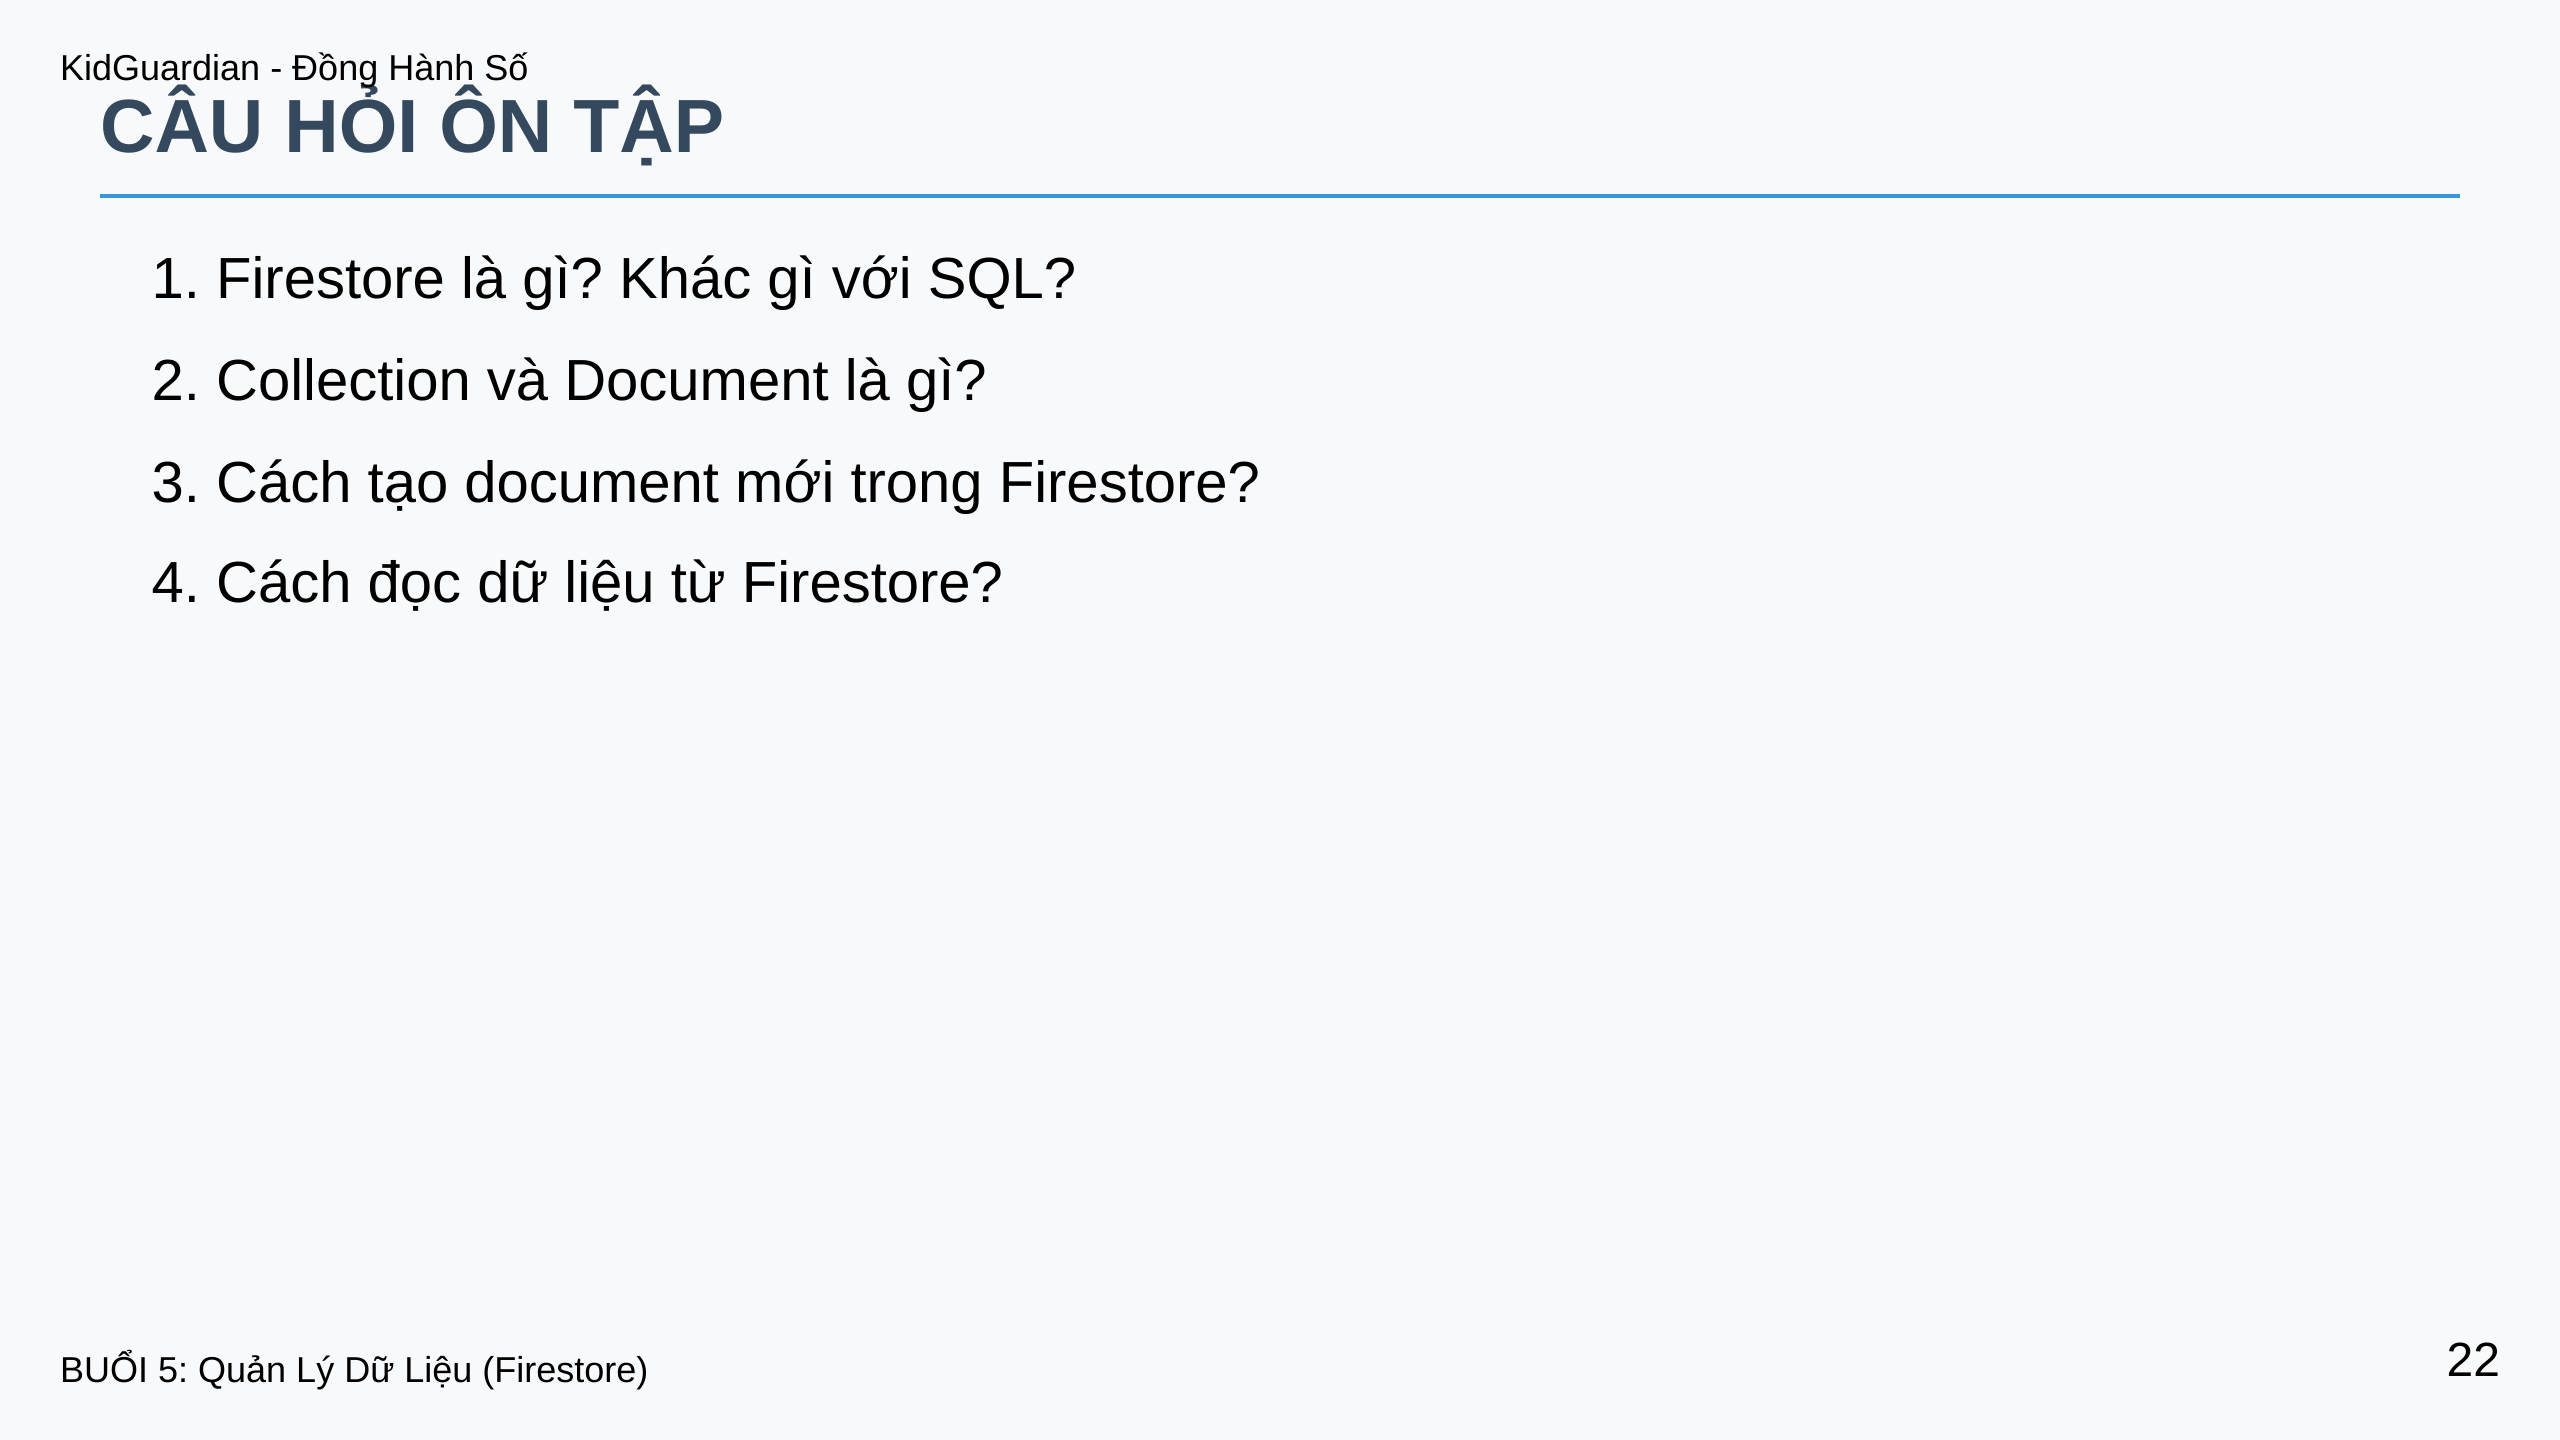 KidGuardian - Đồng Hành Số
CÂU HỎI ÔN TẬP
1. Firestore là gì? Khác gì với SQL?
2. Collection và Document là gì?
3. Cách tạo document mới trong Firestore?
4. Cách đọc dữ liệu từ Firestore?
BUỔI 5: Quản Lý Dữ Liệu (Firestore)
22